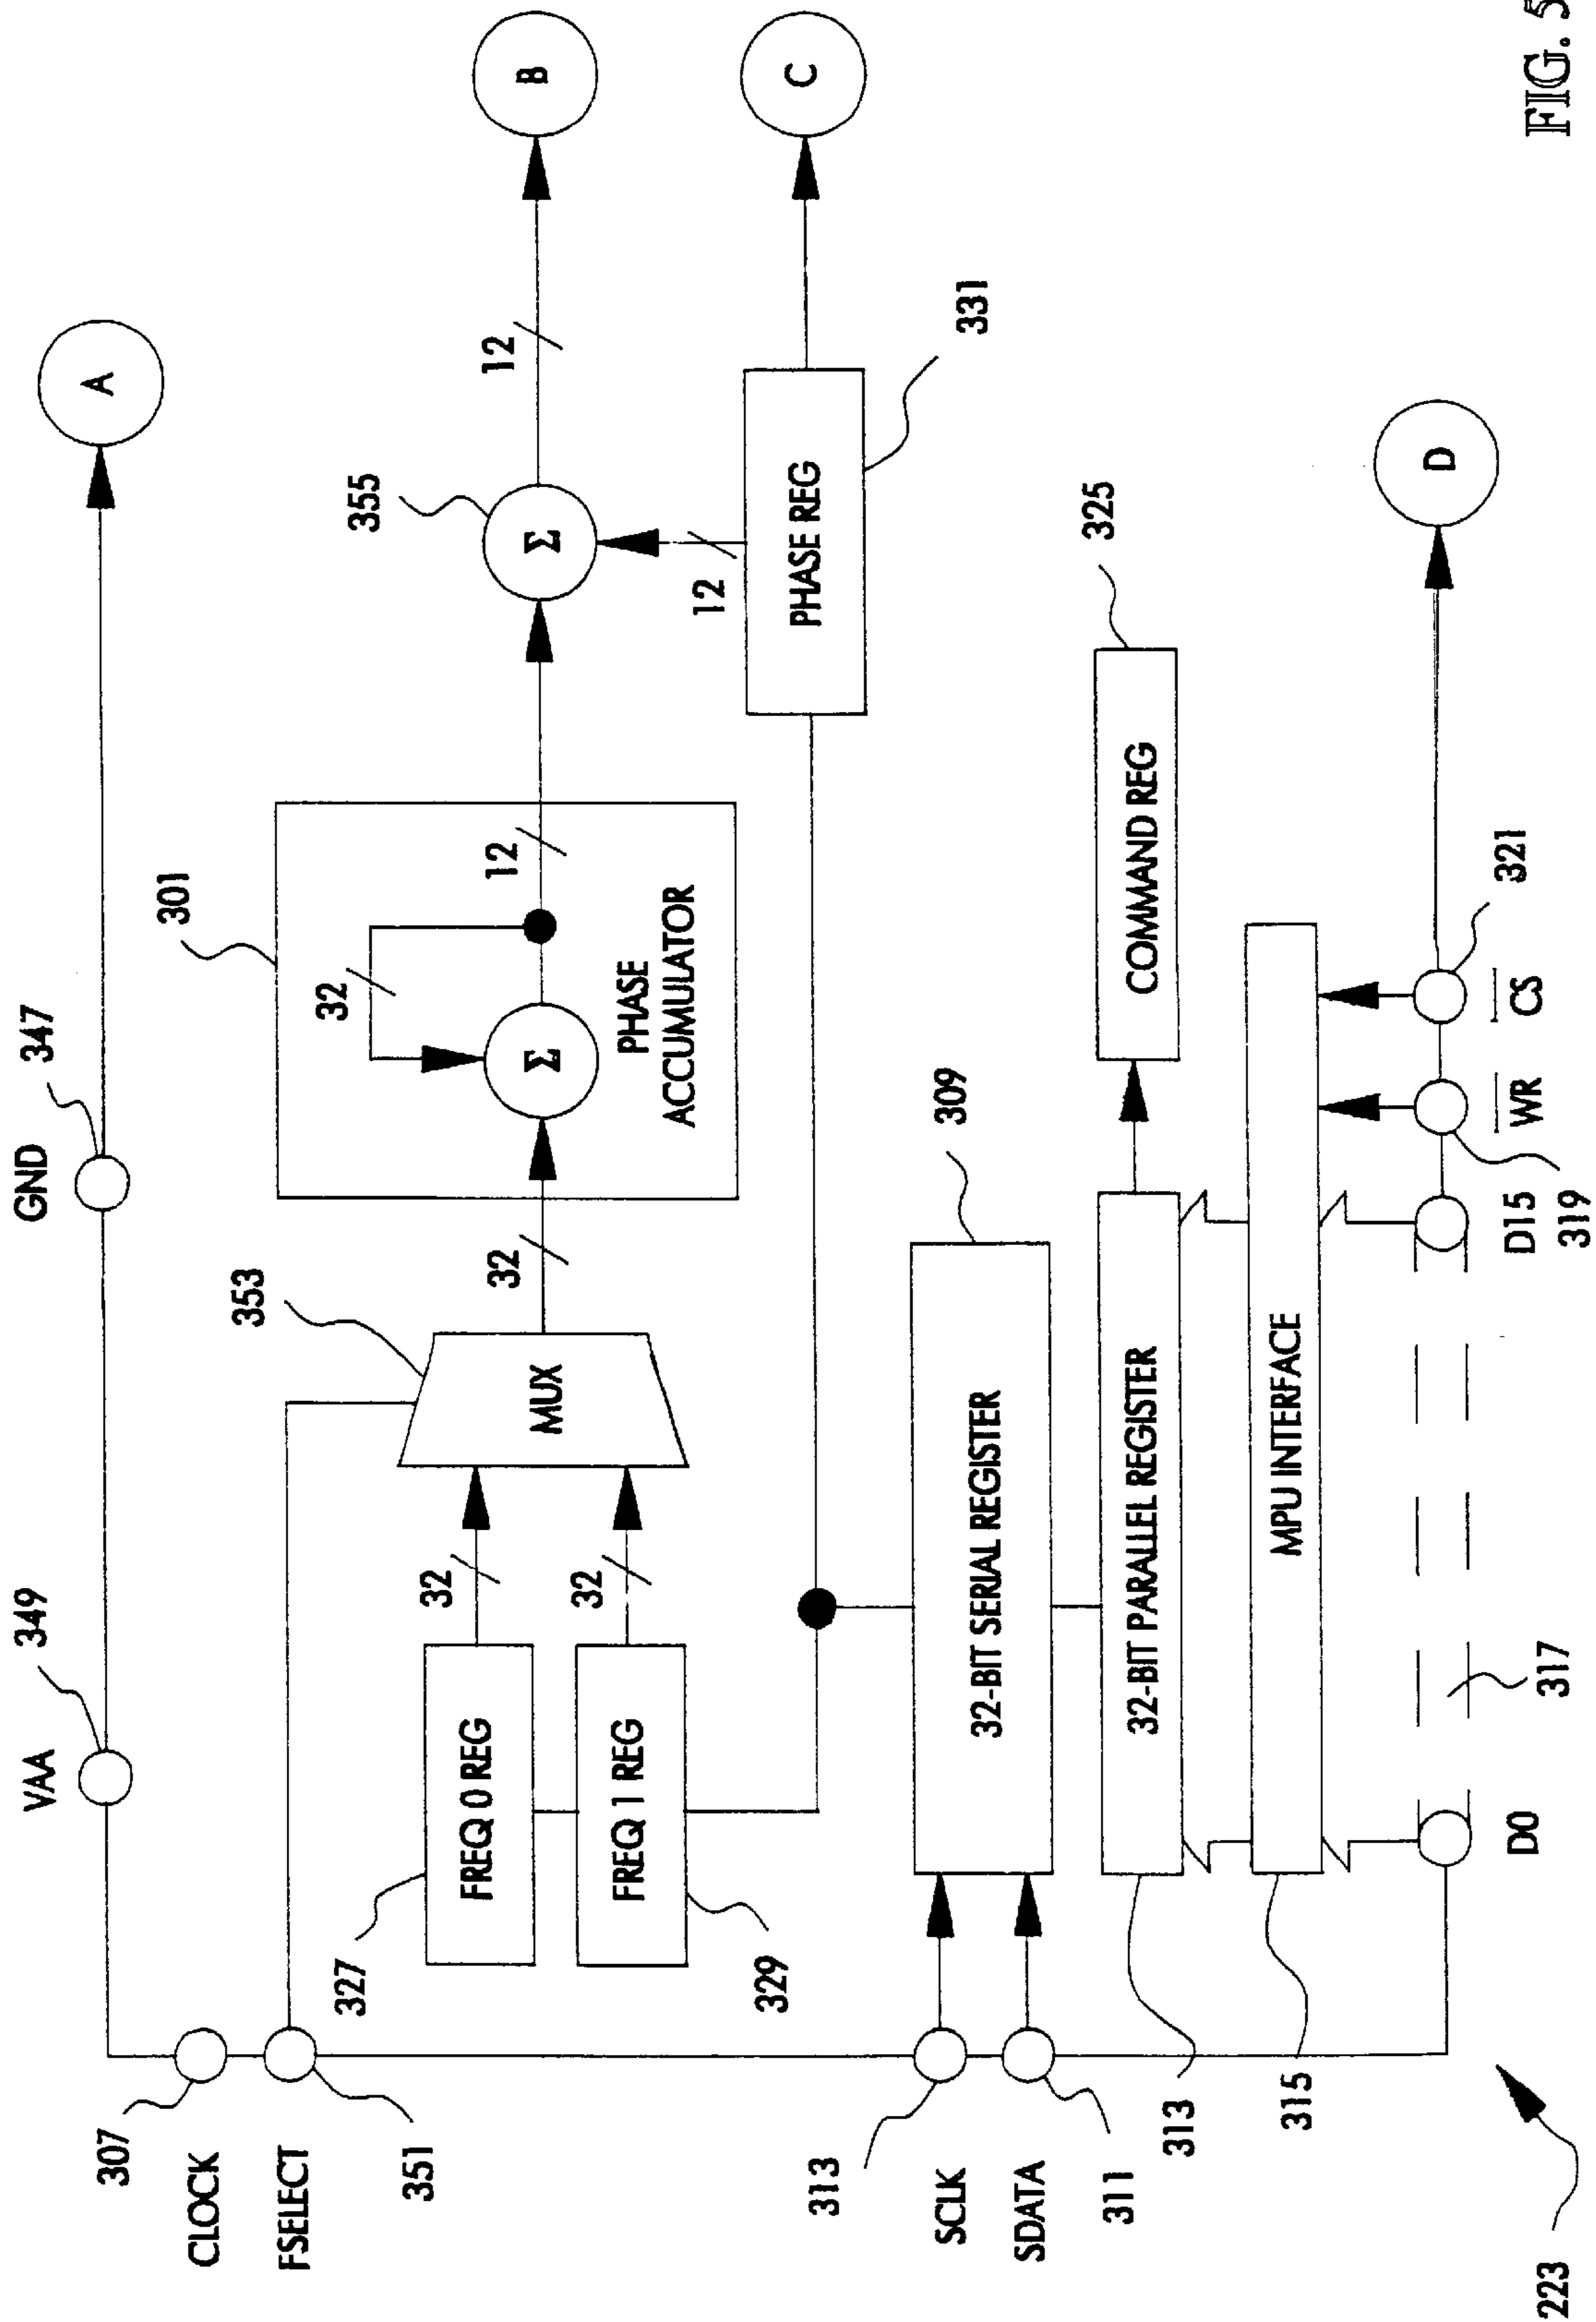 VAA
349
GND
347
A
307
CLOCK
FSELECT
351
327
FREQ 0 REG
32
FREQ 1 REG
32
329
353
MUX
32
301
Σ
32
12
PHASE
ACCUMULATOR
355
Σ
12
B
12
PHASE REG
331
C
313
SCLK
SDATA
311
32-BIT SERIAL REGISTER
309
32-BIT PARALLEL REGISTER
313
COMMAND REG
325
MPU INTERFACE
315
D0
317
D15
319
WR
CS
321
D
223
FIG. 5